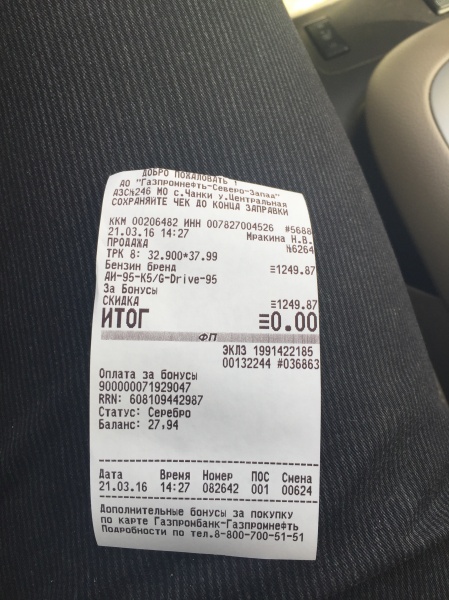 ДОБРО ПОЖАЛОВАТЬ !
АО "Газпромнефть-Северо-Запад"
АЗС№246 МО с.Чанки у.Центральная
СОХРАНЯЙТЕ ЧЕК ДО КОНЦА ЗАПРАВКИ
ККМ 00206482 ИНН 007827004526 #5688
21.03.16 14:27 Мракина Н.В.
ПРОДАЖА №6264
ТРК 8: 32.900*37.99
Бензин бренд ≡1249.87
АИ-95-К5/G-Drive-95
За Бонусы
СКИДКА ≡1249.87
ИТОГ ≡0.00
ФП
ЭКЛЗ 1991422185
00132244 #036863
Оплата за бонусы
900000071929047
RRN: 608109442987
Статус: Серебро
Баланс: 27,94
Дата Время Номер ПОС Смена
21.03.16 14:27 082642 001 00624
Дополнительные бонусы за покупку
по карте Газпромбанк-Газпромнефть
Подробности по тел.8-800-700-51-51